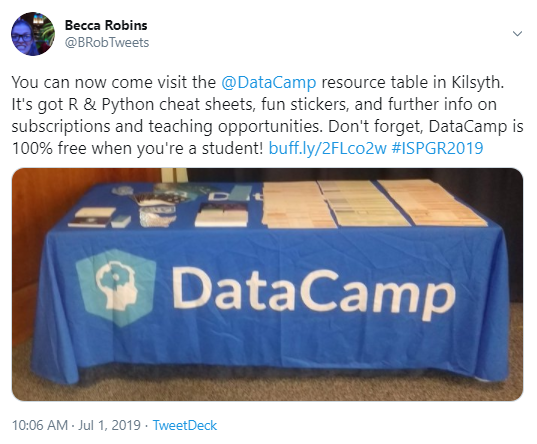 Becca Robins
@BRobTweets
You can now come visit the @DataCamp resource table in Kilsyth.
It's got R & Python cheat sheets, fun stickers, and further info on
subscriptions and teaching opportunities. Don't forget, DataCamp is
100% free when you're a student! buff.ly/2FLco2w #ISPGR2019
DataCamp
10:06 AM · Jul 1, 2019 · TweetDeck